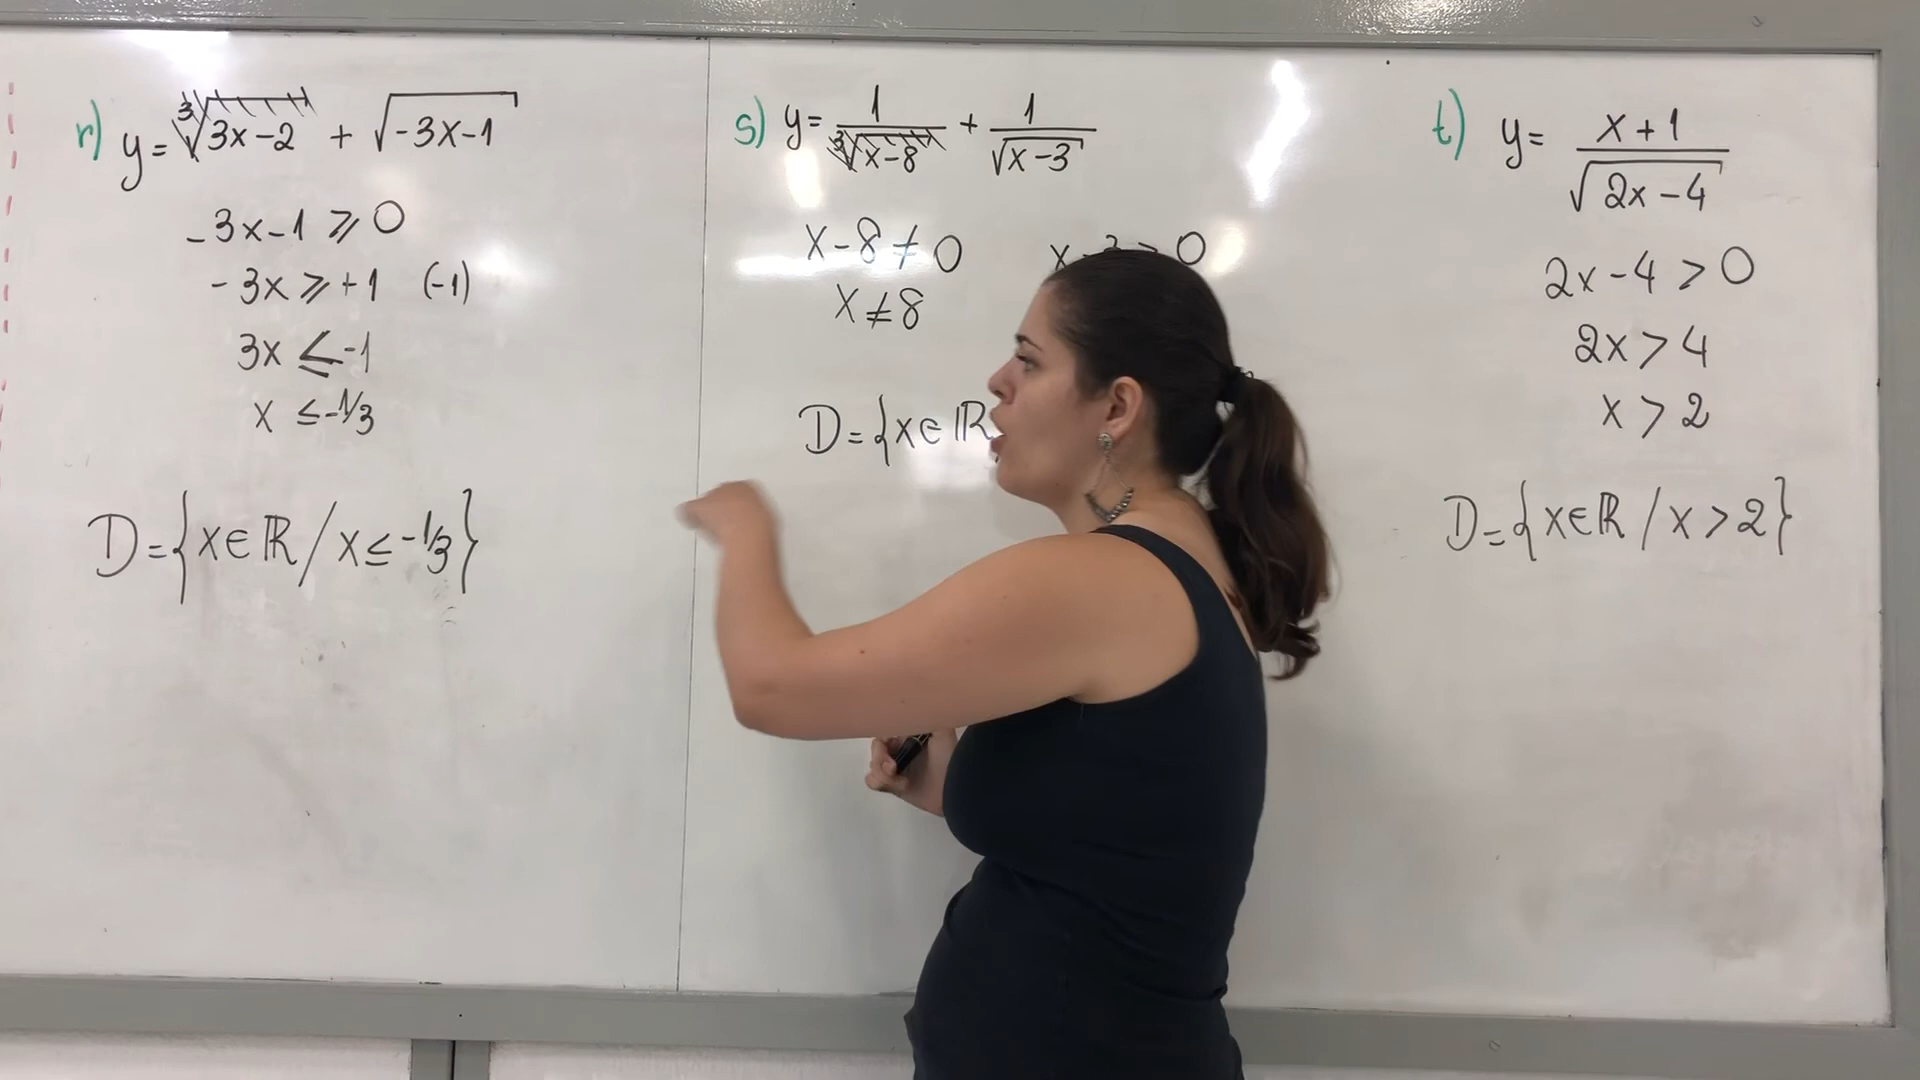 r) y = ∛3x-2 + √-3x-1
-3x-1 ⩾ 0
-3x ⩾ +1 (-1)
3x ≤ -1
x ≤ -1/3
D = {x ∈ ℝ / x ≤ -1/3}
s) y = 1/∛x-8 + 1/√x-3
x-8 ≠ 0
x ≠ 8
x 0
D = {x ∈ ℝ
t) y = x+1/√2x-4
2x-4 > 0
2x > 4
x > 2
D = {x ∈ ℝ / x > 2}